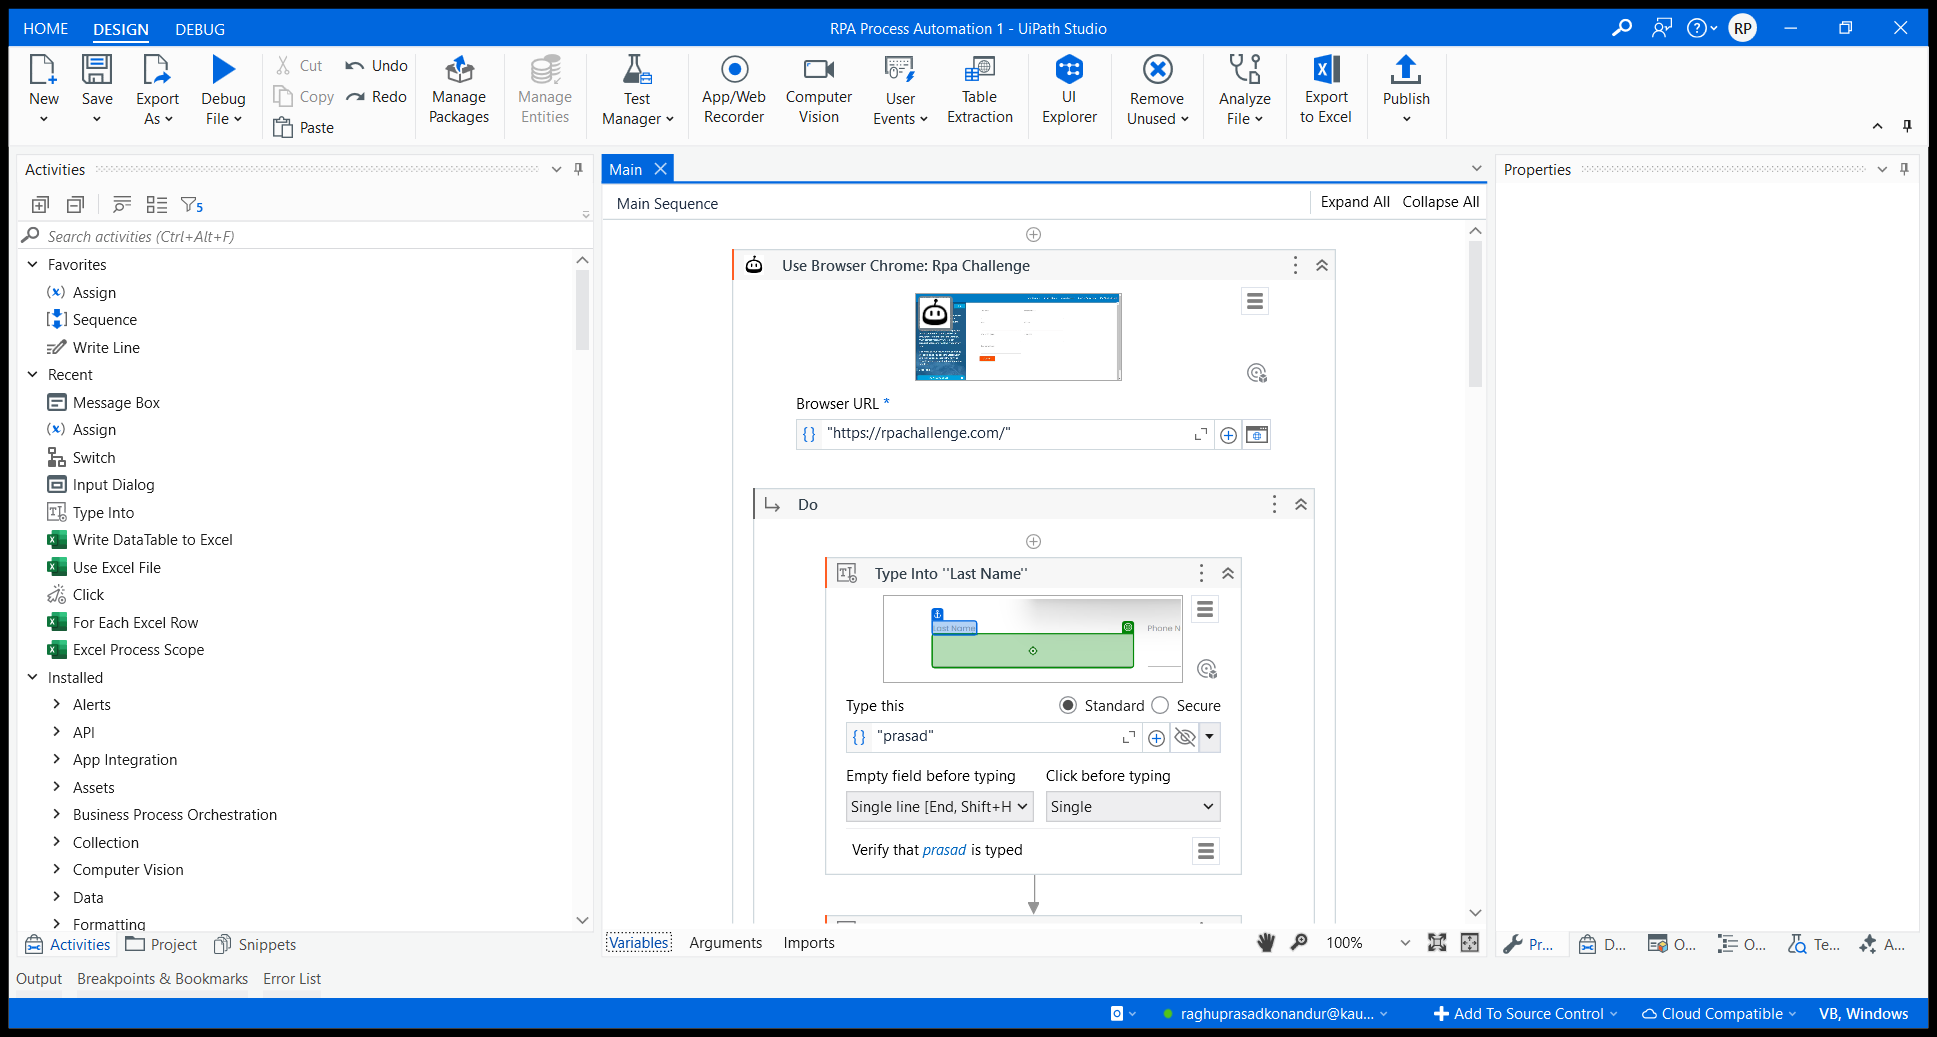 HOME DESIGN DEBUG RPA Process Automation 1 - UiPath Studio RP
New Save Export As Debug File
Cut Copy Paste Undo Redo
Manage Packages
Manage Entities
Test Manager
App/Web Recorder
Computer Vision
User Events
Table Extraction
UI Explorer
Remove Unused
Analyze File
Export to Excel
Publish
Activities
5
Search activities (Ctrl+Alt+F)
Favorites
Assign
Sequence
Write Line
Recent
Message Box
Assign
Switch
Input Dialog
Type Into
Write DataTable to Excel
Use Excel File
Click
For Each Excel Row
Excel Process Scope
Installed
Alerts
API
App Integration
Assets
Business Process Orchestration
Collection
Computer Vision
Data
Formatting
Activities Project Snippets
Main
Main Sequence Expand All Collapse All
Use Browser Chrome: Rpa Challenge
Browser URL *
"https://rpachallenge.com/"
Do
Type Into ''Last Name''
Last Name Phone N
Type this Standard Secure
"prasad"
Empty field before typing Click before typing
Single line [End, Shift+H Single
Verify that prasad is typed
Variables Arguments Imports 100%
Properties
Pr... D... O... O... Te... A...
Output Breakpoints & Bookmarks Error List
raghuprasadkonandur@kau... Add To Source Control Cloud Compatible VB, Windows